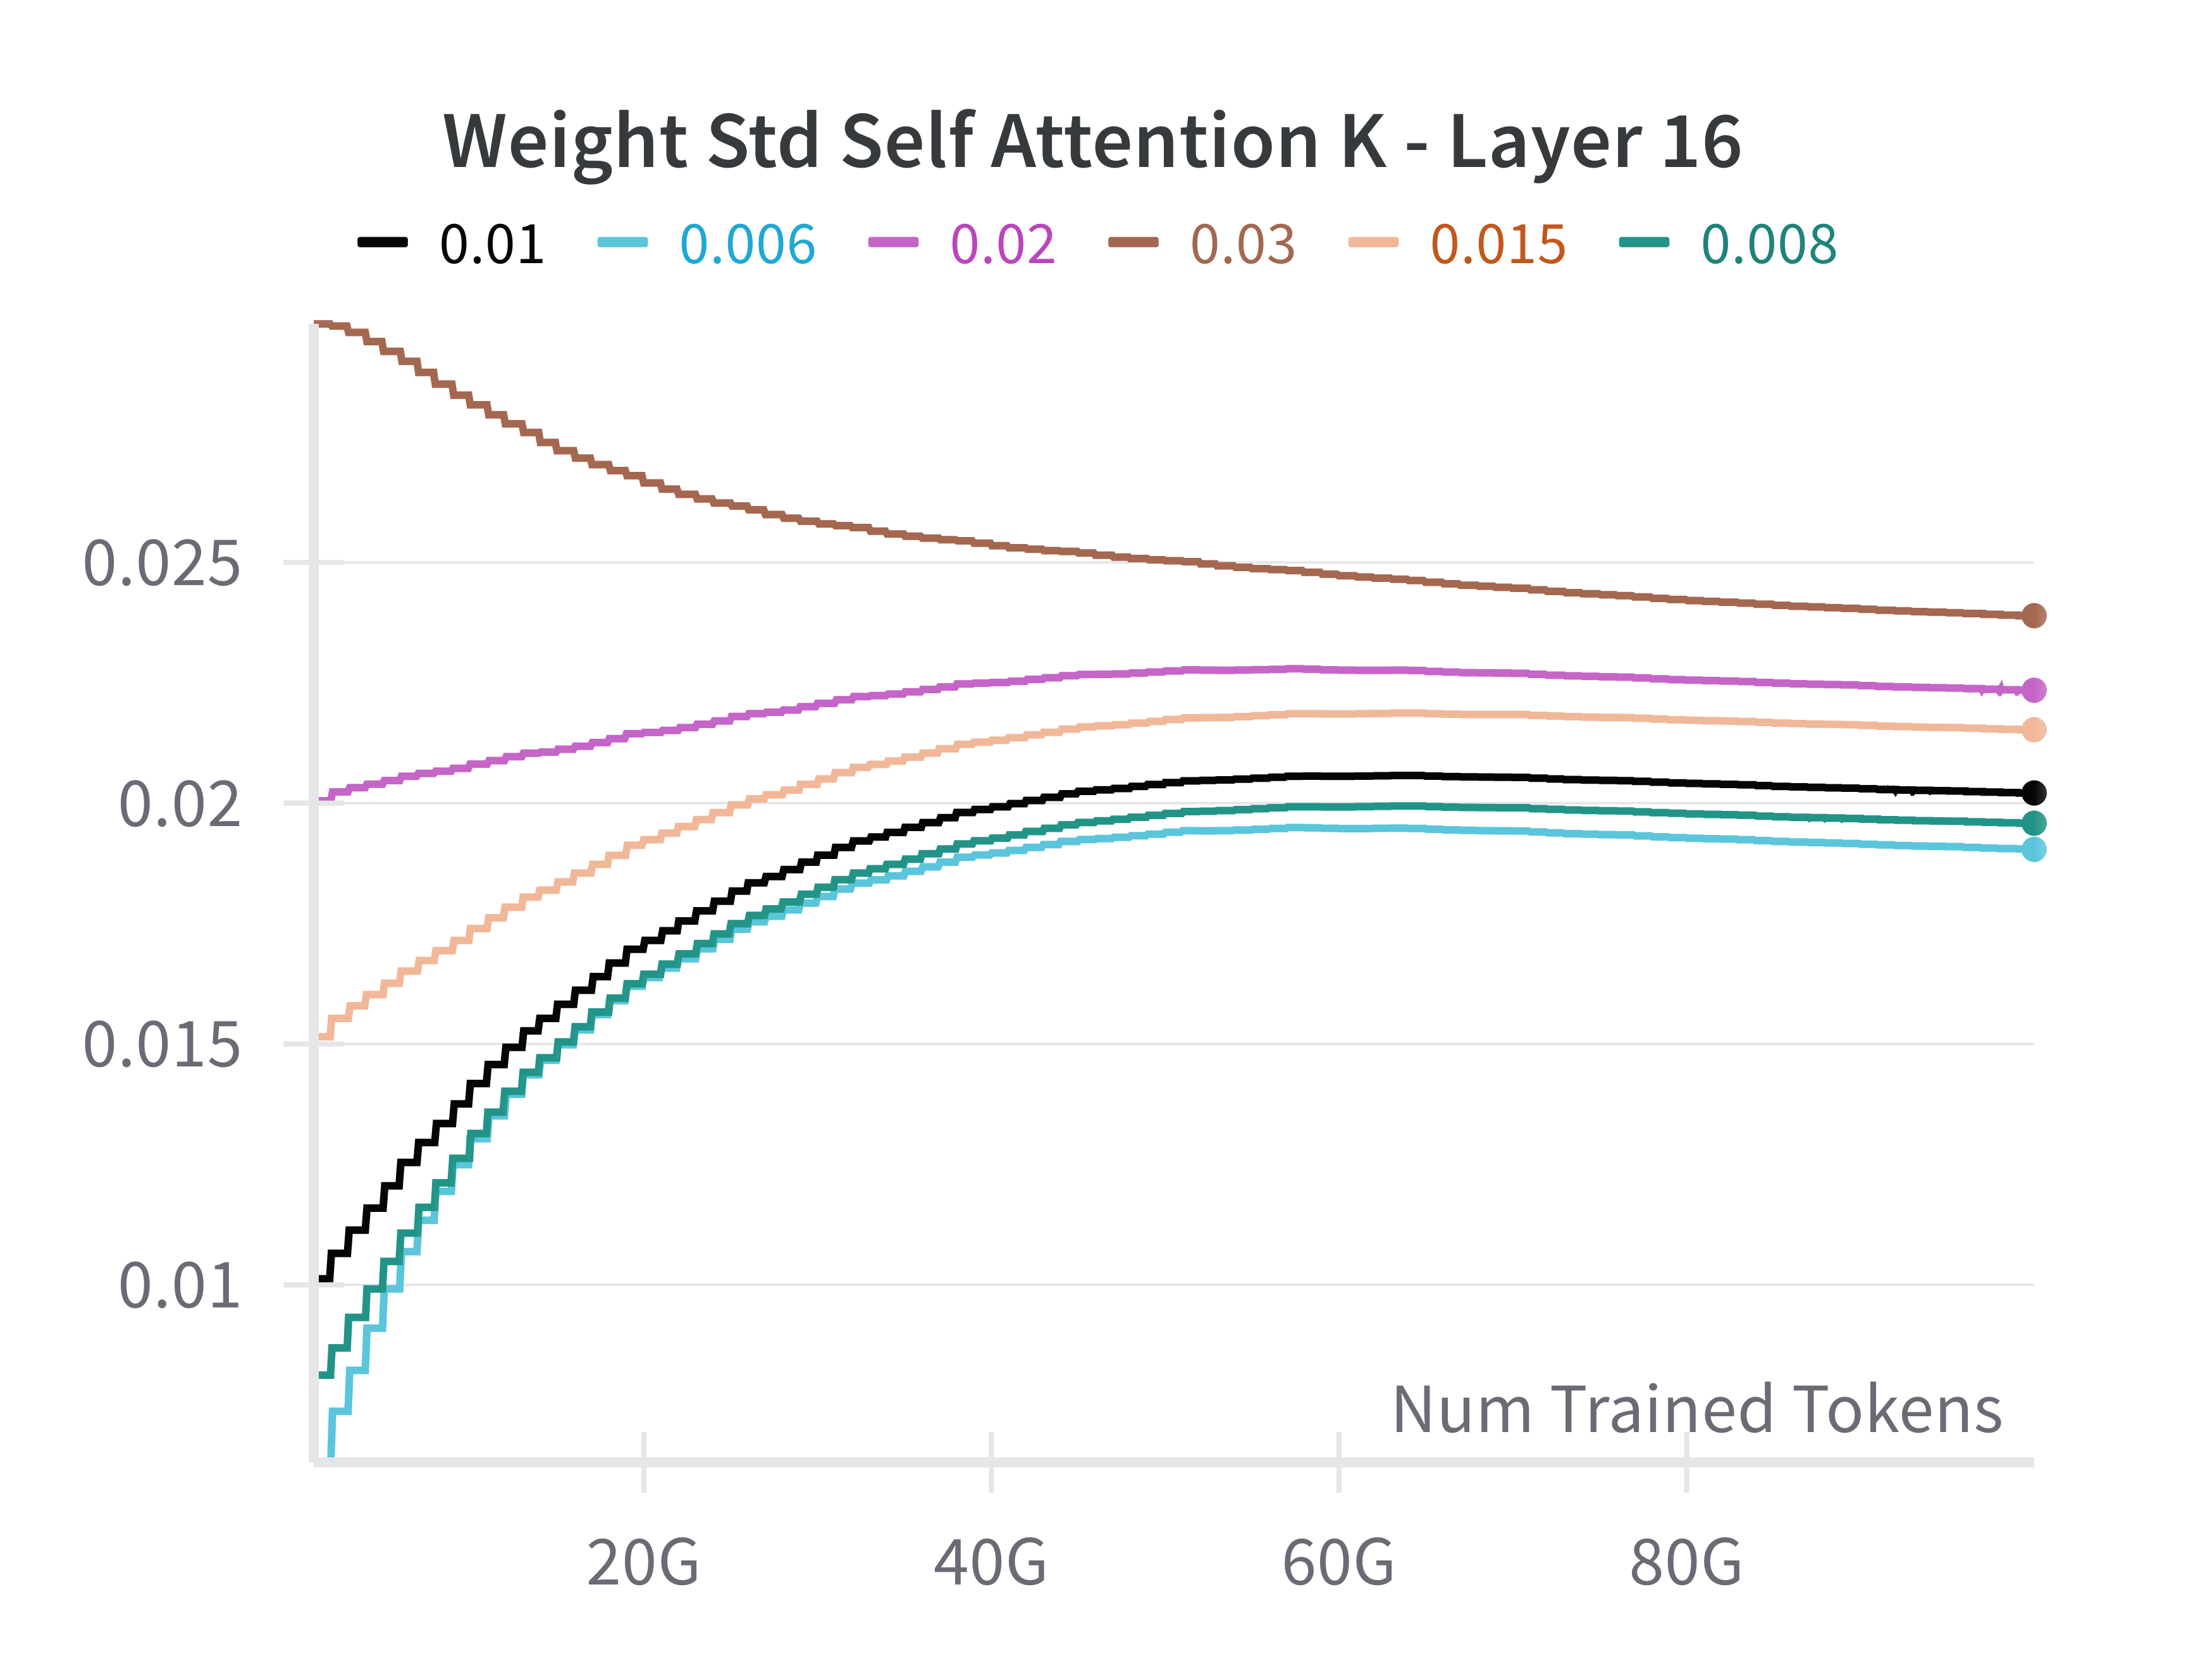 Weight Std Self Attention K - Layer 16
0.01 0.006 0.02 0.03 0.015 0.008
0.025
0.02
0.015
0.01
Num Trained Tokens
20G 40G 60G 80G